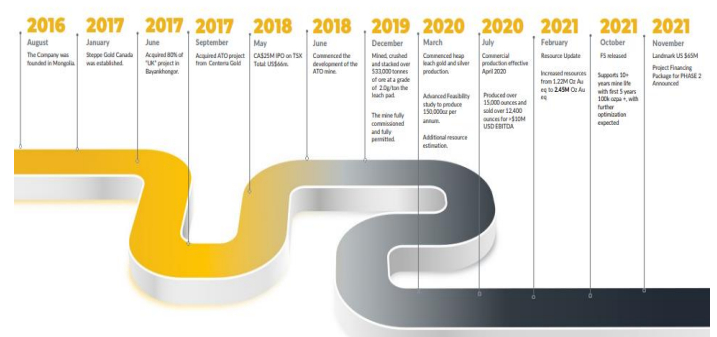 2016
August
The Company was
founded in Mongolia.
2017
January
Steppe Gold Canada
was established.
2017
June
Acquired 80% of
"UK" project in
Bayankhongor.
2017
September
Acquired ATO project
from Centerra Gold
2018
May
CA$25M IPO on TSX
Total: US$66m.
2018
June
Commenced the
development of the
ATO mine.
2019
December
Mined, crushed
and stacked over
533,000 tonnes
of ore at a grade
of 2.0g/ton the
leach pad.
The mine fully
commissioned
and fully
permitted.
2020
March
Commenced heap
leach gold and silver
production.
Advanced Feasibility
study to produce
150,000oz per
annum.
Additional resource
estimation.
2020
July
Commercial
production effective
April 2020
Produced over
15,000 ounces and
sold over 12,400
ounces for >$10M
USD EBITDA
2021
February
Resource Update
Increased resources
from 1.22M Oz Au
eq to 2.45M Oz Au
eq
2021
October
FS released
Supports 10+
years mine life
with first 5 years
100k ozpa +, with
further
optimization
expected
2021
November
Landmark US $65M
Project Financing
Package for PHASE 2
Announced